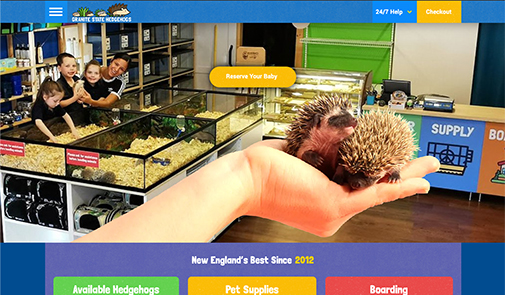 GRANITE STATE HEDGEHOGS
24/7 Help
Checkout
Reserve Your Baby
SUPPLY
BOA
New England's Best Since 2012
Available Hedgehogs
Pet Supplies
Boarding